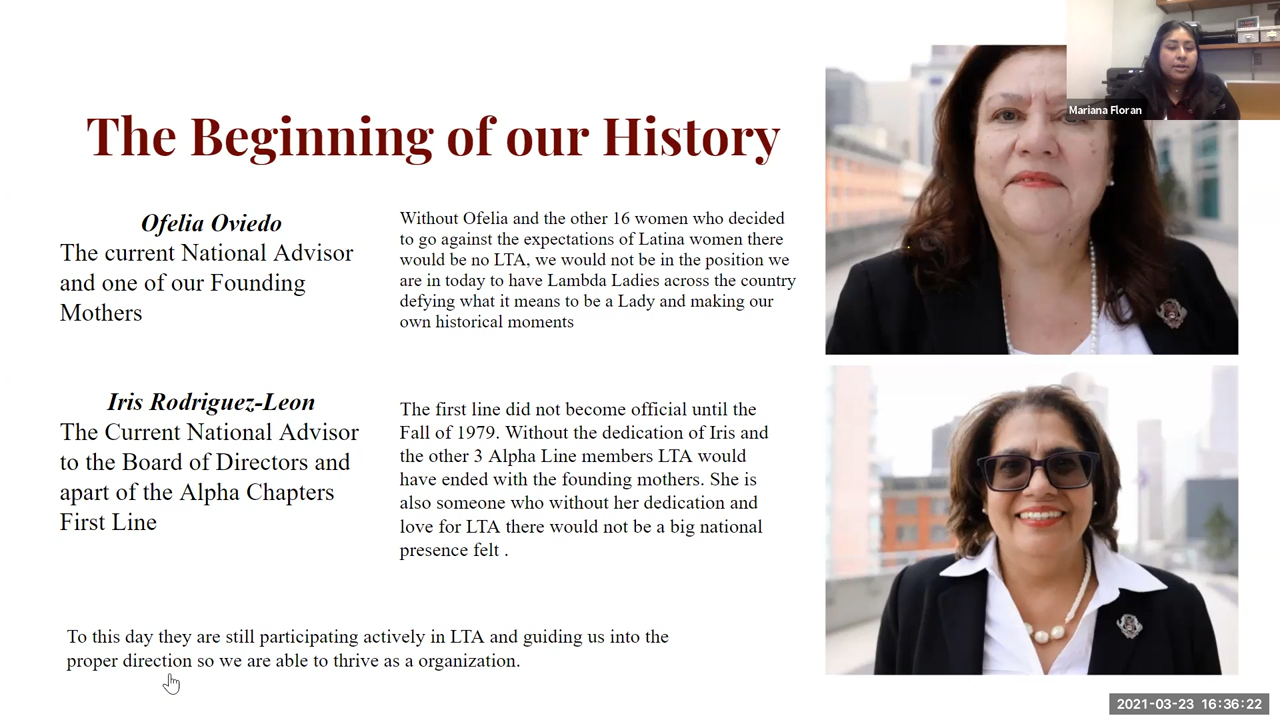 The Beginning of our History
Ofelia Oviedo
The current National Advisor
and one of our Founding
Mothers
Without Ofelia and the other 16 women who decided
to go against the expectations of Latina women there
would be no LTA, we would not be in the position we
are in today to have Lambda Ladies across the country
defying what it means to be a Lady and making our
own historical moments
Iris Rodriguez-Leon
The Current National Advisor
to the Board of Directors and
apart of the Alpha Chapters
First Line
The first line did not become official until the
Fall of 1979. Without the dedication of Iris and
the other 3 Alpha Line members LTA would
have ended with the founding mothers. She is
also someone who without her dedication and
love for LTA there would not be a big national
presence felt .
To this day they are still participating actively in LTA and guiding us into the
proper direction so we are able to thrive as a organization.
Mariana Floran
2021-03-23 16:36:22